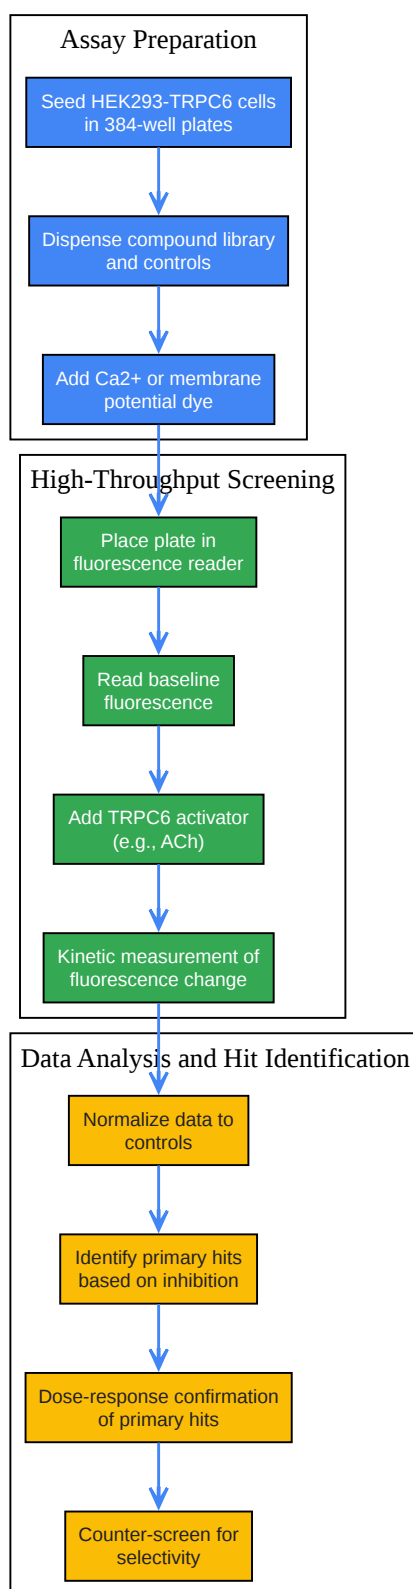 Assay Preparation
Seed HEK293-TRPC6 cells
in 384-well plates
Dispense compound library
and controls
Add Ca2+ or membrane
potential dye
High-Throughput Screening
Place plate in
fluorescence reader
Read baseline
fluorescence
Add TRPC6 activator
(e.g., ACh)
Kinetic measurement of
fluorescence change
Data Analysis and Hit Identification
Normalize data to
controls
Identify primary hits
based on inhibition
Dose-response confirmation
of primary hits
Counter-screen for
selectivity